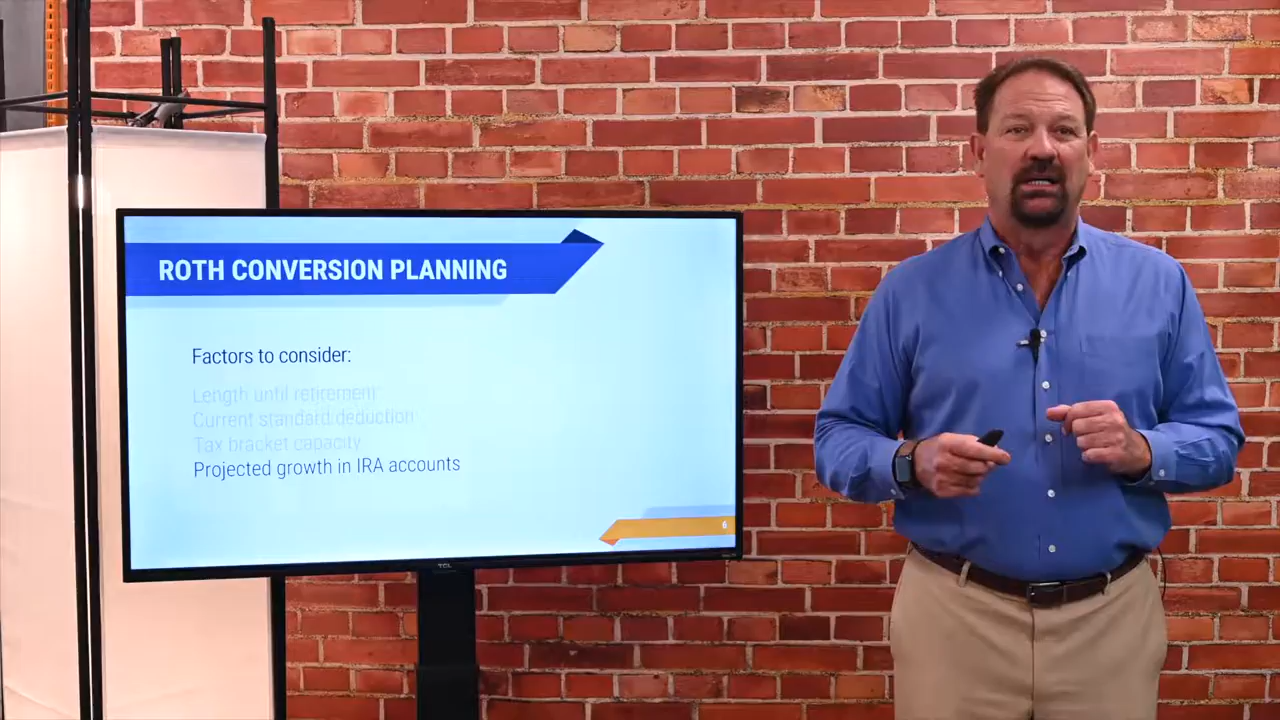 ROTH CONVERSION PLANNING
Factors to consider:
Length until retirement
Current standard deduction
Tax bracket capacity
Projected growth in IRA accounts
6
TCL